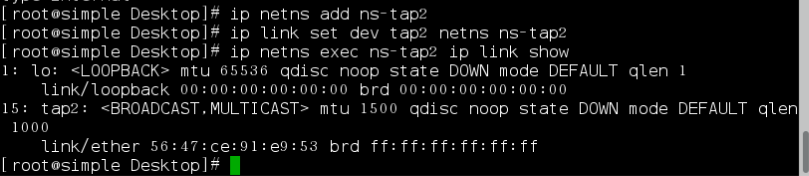 [root@simple Desktop]# ip netns add ns-tap2
[root@simple Desktop]# ip link set dev tap2 netns ns-tap2
[root@simple Desktop]# ip netns exec ns-tap2 ip link show
1: lo: <LOOPBACK> mtu 65536 qdisc noop state DOWN mode DEFAULT qlen 1
    link/loopback 00:00:00:00:00:00 brd 00:00:00:00:00:00
15: tap2: <BROADCAST.MULTICAST> mtu 1500 qdisc noop state DOWN mode DEFAULT qlen
 1000
    link/ether 56:47:ce:91:e9:53 brd ff:ff:ff:ff:ff:ff
[root@simple Desktop]#